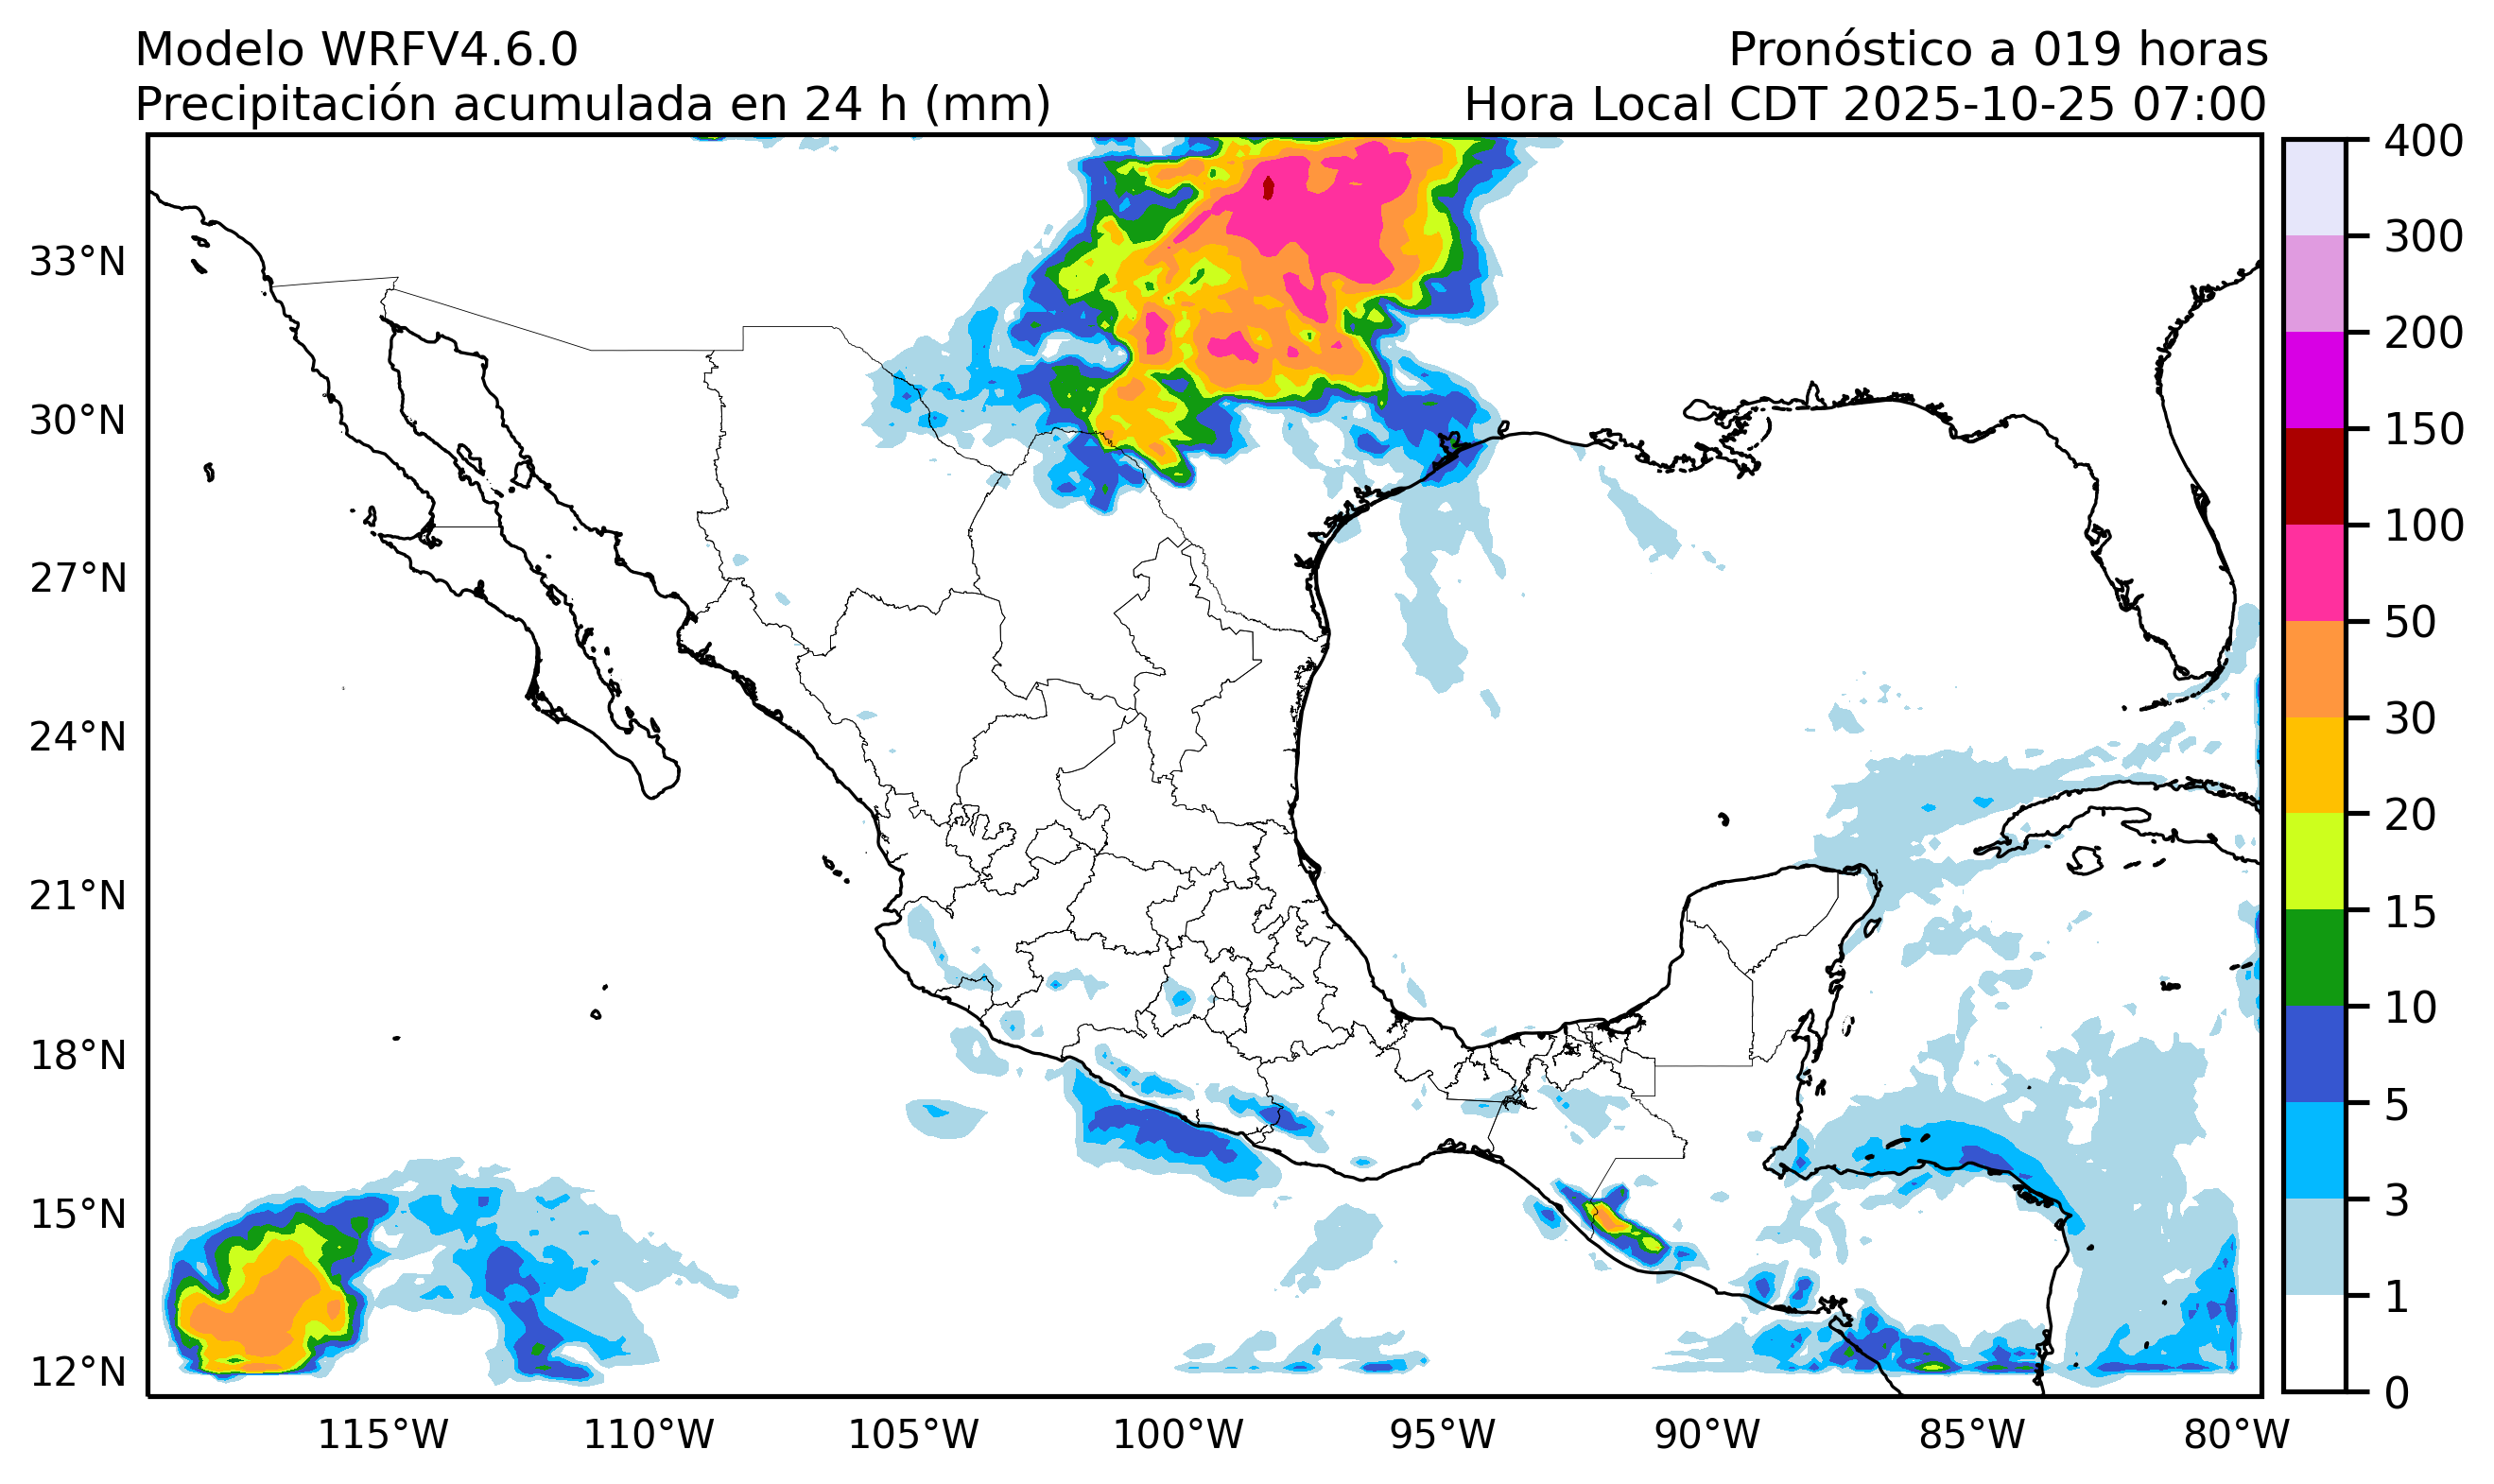 Modelo WRFV4.6.0
Pronóstico a 019 horas
Precipitación acumulada en 24 h (mm)
Hora Local CDT 2025-10-25 07:00
33°N
30°N
27°N
24°N
21°N
18°N
15°N
12°N
115°W
110°W
105°W
100°W
95°W
90°W
85°W
80°W
400
300
200
150
100
50
30
20
15
10
5
3
1
0